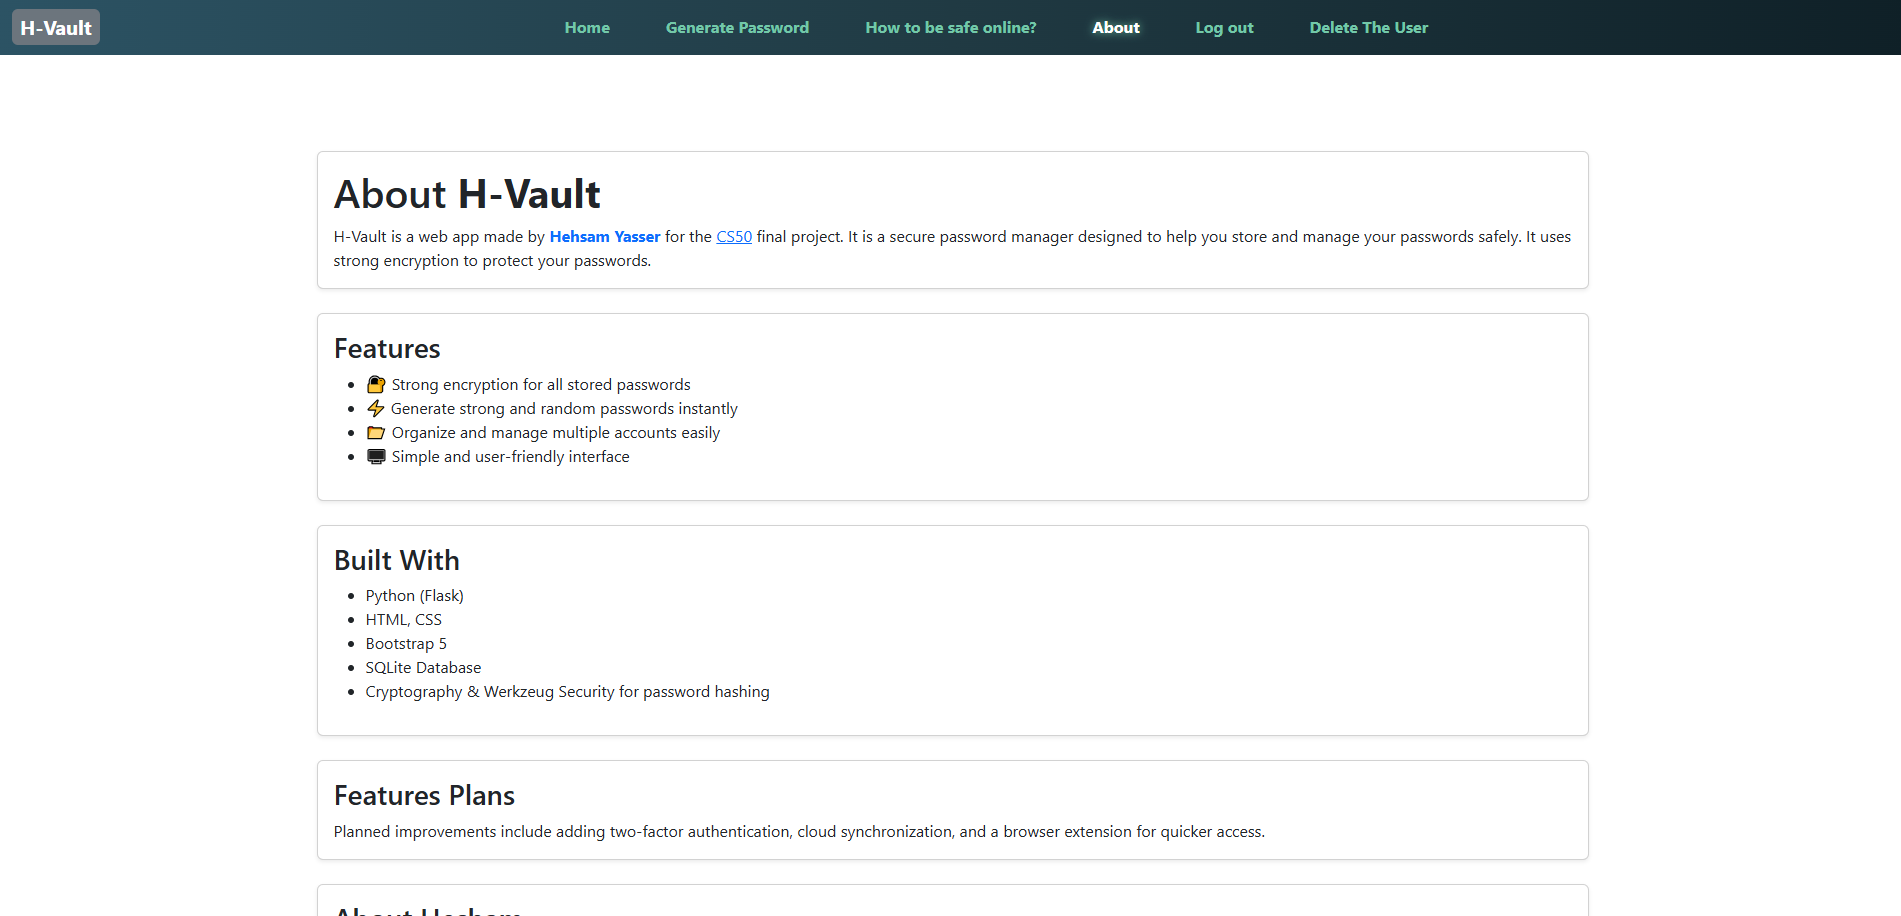 H-Vault
Home
Generate Password
How to be safe online?
About
Log out
Delete The User
About H-Vault
H-Vault is a web app made by Hehsam Yasser for the CS50 final project. It is a secure password manager designed to help you store and manage your passwords safely. It uses
strong encryption to protect your passwords.
Features
Strong encryption for all stored passwords
Generate strong and random passwords instantly
Organize and manage multiple accounts easily
Simple and user-friendly interface
Built With
Python (Flask)
HTML, CSS
Bootstrap 5
SQLite Database
Cryptography & Werkzeug Security for password hashing
Features Plans
Planned improvements include adding two-factor authentication, cloud synchronization, and a browser extension for quicker access.
About